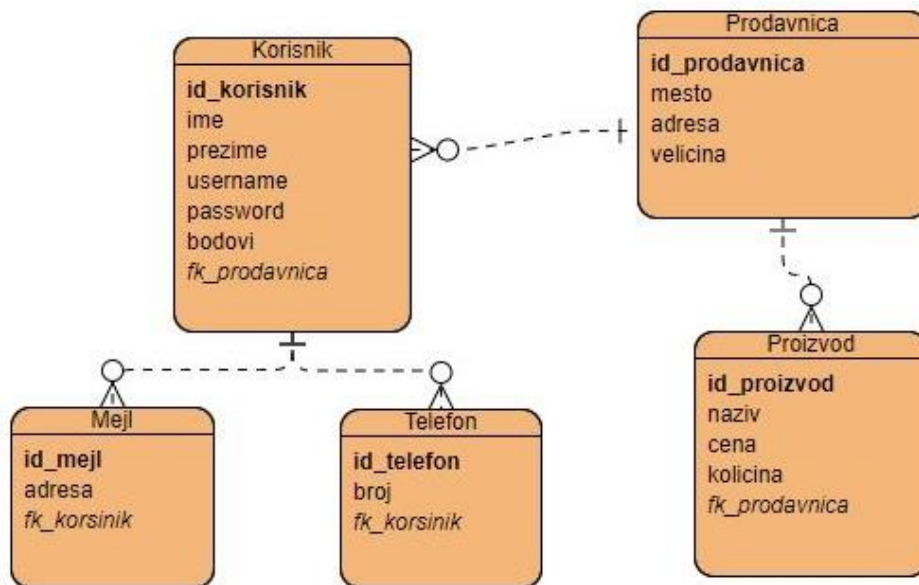 Korisnik
id_korisnik
ime
prezime
username
password
bodovi
fk_prodavnica
Prodavnica
id_prodavnica
mesto
adresa
velicina
Mejl
id_mejl
adresa
fk_korsinik
Telefon
id_telefon
broj
fk_korsinik
Proizvod
id_proizvod
naziv
cena
kolicina
fk_prodavnica